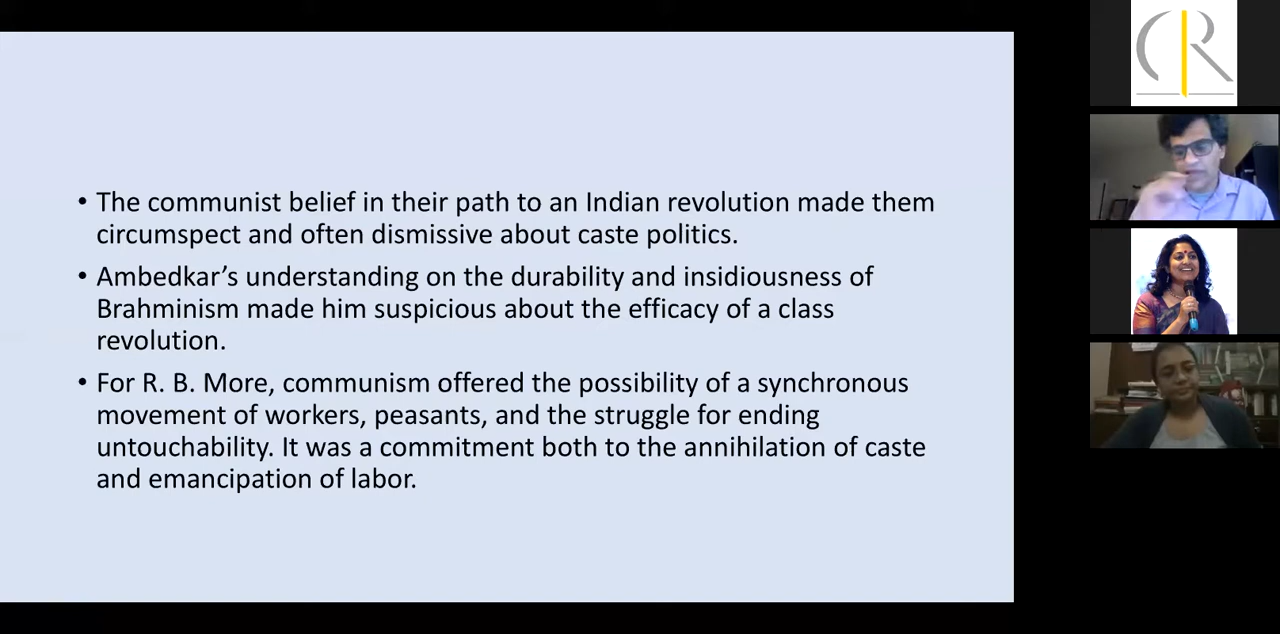 • The communist belief in their path to an Indian revolution made them
circumspect and often dismissive about caste politics.
• Ambedkar’s understanding on the durability and insidiousness of
Brahminism made him suspicious about the efficacy of a class
revolution.
• For R. B. More, communism offered the possibility of a synchronous
movement of workers, peasants, and the struggle for ending
untouchability. It was a commitment both to the annihilation of caste
and emancipation of labor.
CR